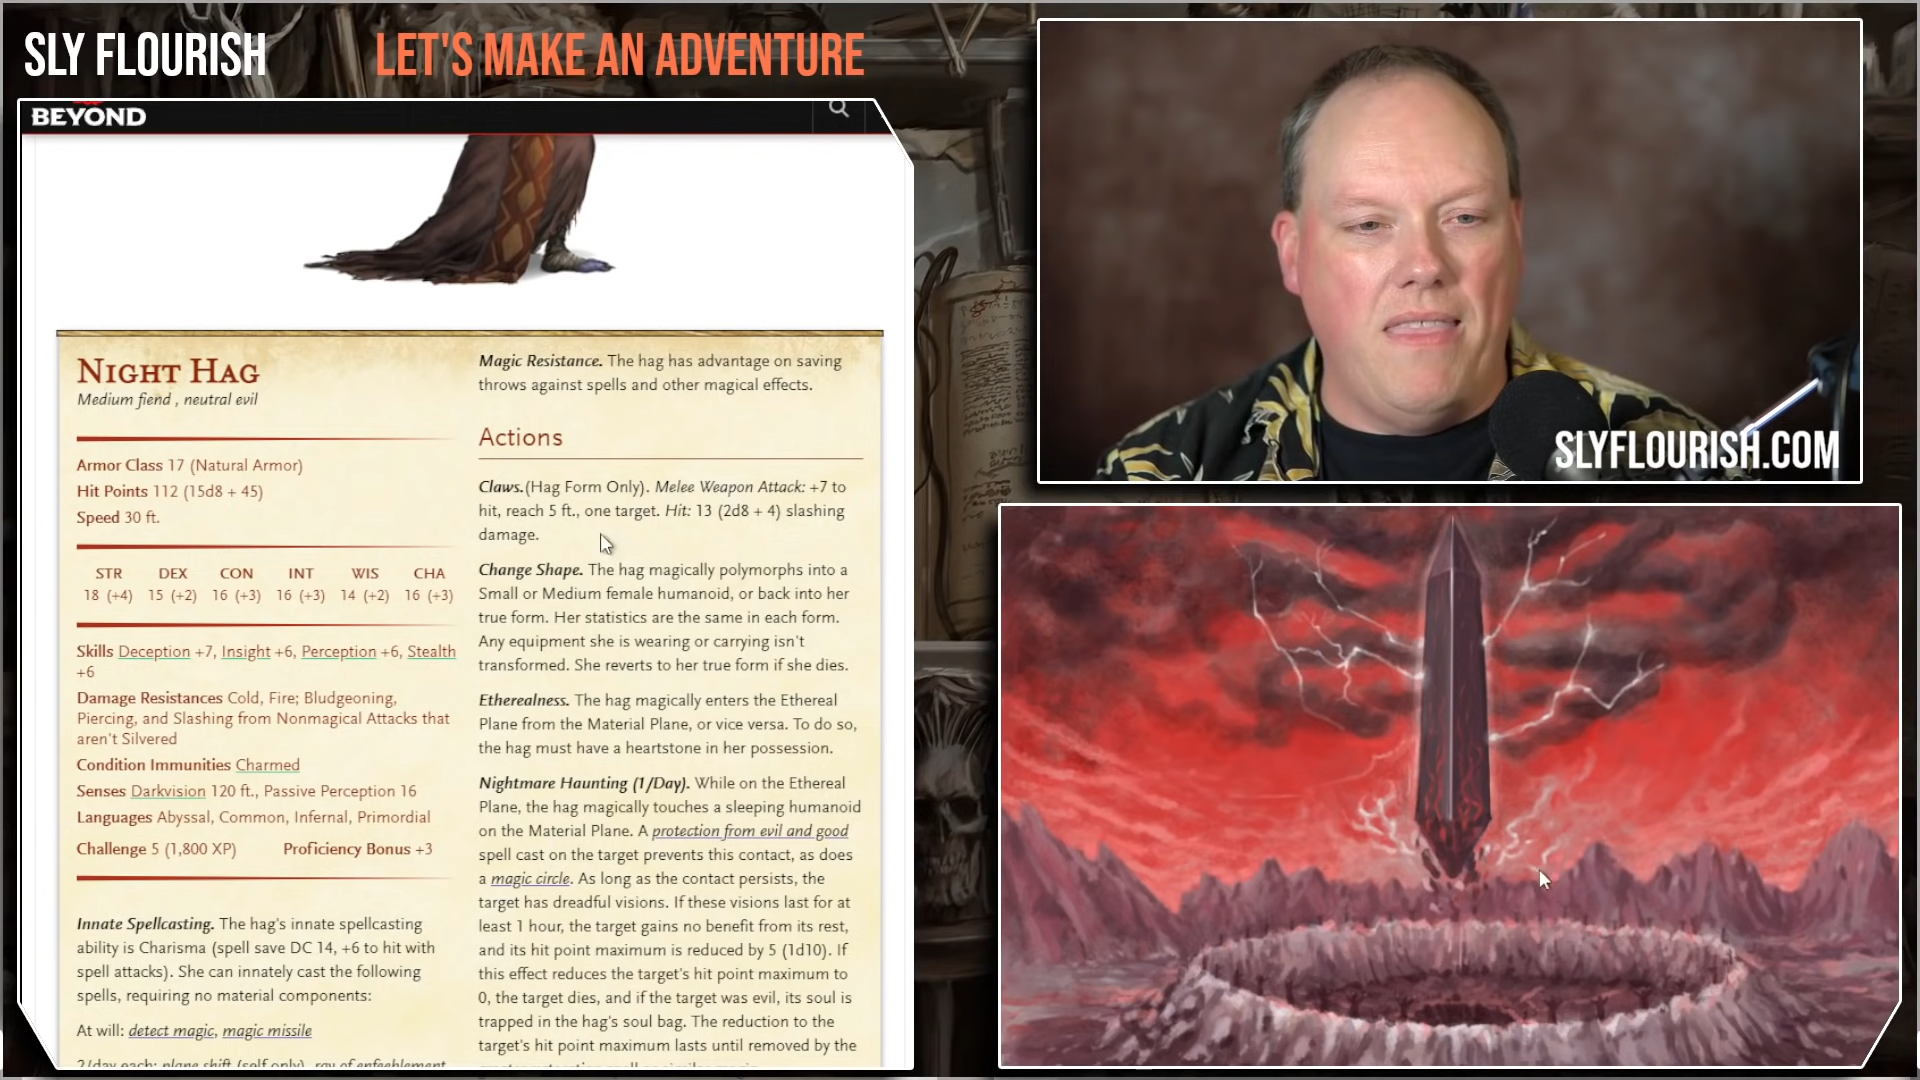 SLY FLOURISH
LET'S MAKE AN ADVENTURE
BEYOND
NIGHT HAG
Medium fiend , neutral evil
Armor Class 17 (Natural Armor)
Hit Points 112 (15d8 + 45)
Speed 30 ft.
STR DEX CON INT WIS CHA
18 (+4) 15 (+2) 16 (+3) 16 (+3) 14 (+2) 16 (+3)
Skills Deception +7, Insight +6, Perception +6, Stealth
+6
Damage Resistances Cold, Fire; Bludgeoning,
Piercing, and Slashing from Nonmagical Attacks that
aren't Silvered
Condition Immunities Charmed
Senses Darkvision 120 ft., Passive Perception 16
Languages Abyssal, Common, Infernal, Primordial
Challenge 5 (1,800 XP) Proficiency Bonus +3
Innate Spellcasting. The hag's innate spellcasting
ability is Charisma (spell save DC 14, +6 to hit with
spell attacks). She can innately cast the following
spells, requiring no material components:
At will: detect magic, magic missile
2/day each: plane shift (self only), ray of enfeeblement,
Magic Resistance. The hag has advantage on saving
throws against spells and other magical effects.
Actions
Claws.(Hag Form Only). Melee Weapon Attack: +7 to
hit, reach 5 ft., one target. Hit: 13 (2d8 + 4) slashing
damage.
Change Shape. The hag magically polymorphs into a
Small or Medium female humanoid, or back into her
true form. Her statistics are the same in each form.
Any equipment she is wearing or carrying isn't
transformed. She reverts to her true form if she dies.
Etherealness. The hag magically enters the Ethereal
Plane from the Material Plane, or vice versa. To do so,
the hag must have a heartstone in her possession.
Nightmare Haunting (1/Day). While on the Ethereal
Plane, the hag magically touches a sleeping humanoid
on the Material Plane. A protection from evil and good
spell cast on the target prevents this contact, as does
a magic circle. As long as the contact persists, the
target has dreadful visions. If these visions last for at
least 1 hour, the target gains no benefit from its rest,
and its hit point maximum is reduced by 5 (1d10). If
this effect reduces the target's hit point maximum to
0, the target dies, and if the target was evil, its soul is
trapped in the hag's soul bag. The reduction to the
target's hit point maximum lasts until removed by the
SLYFLOURISH.COM